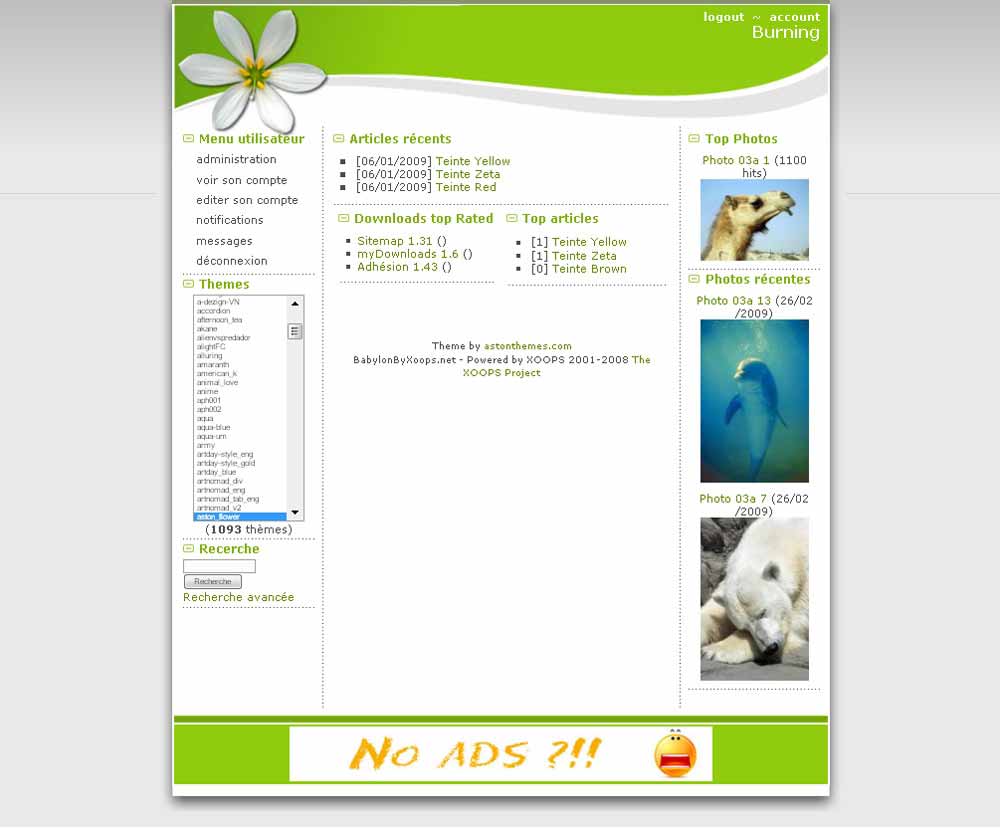 logout ~ account
Burning
Menu utilisateur
administration
voir son compte
editer son compte
notifications
messages
déconnexion
Themes
a-dezign-VN
accordion
afternoon_tea
akane
alienvspredador
alightFC
alluring
amaranth
american_k
animal_love
anime
aph001
aph002
aqua
aqua-blue
aqua-um
army
artday-style_eng
artday-style_gold
artday_blue
artnomad_div
artnomad_eng
artnomad_tab_eng
artnomad_v2
aston_flower
(1093 thèmes)
Recerche
Recherche
Recherche avancée
Articles récents
[06/01/2009] Teinte Yellow
[06/01/2009] Teinte Zeta
[06/01/2009] Teinte Red
Downloads top Rated
Sitemap 1.31 ()
myDownloads 1.6 ()
Adhésion 1.43 ()
Top articles
[1] Teinte Yellow
[1] Teinte Zeta
[0] Teinte Brown
Theme by astonthemes.com
BabylonByXoops.net - Powered by XOOPS 2001-2008 The
XOOPS Project
Top Photos
Photo 03a 1 (1100
hits)
Photos récentes
Photo 03a 13 (26/02
/2009)
Photo 03a 7 (26/02
/2009)
No ADS ?!!